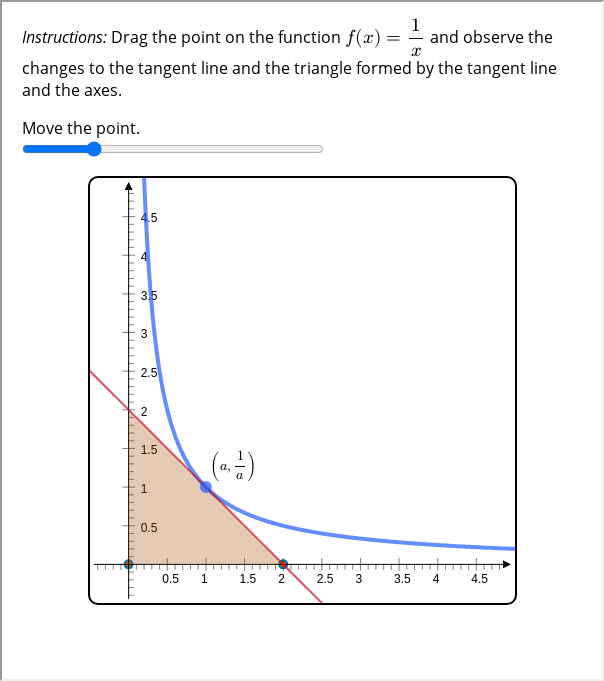 Instructions: Drag the point on the function f(x) = 1/x and observe the
changes to the tangent line and the triangle formed by the tangent line
and the axes.
Move the point.
4.5
4
3.5
3
2.5
2
1.5
(a, 1/a)
1
0.5
0.5 1 1.5 2 2.5 3 3.5 4 4.5